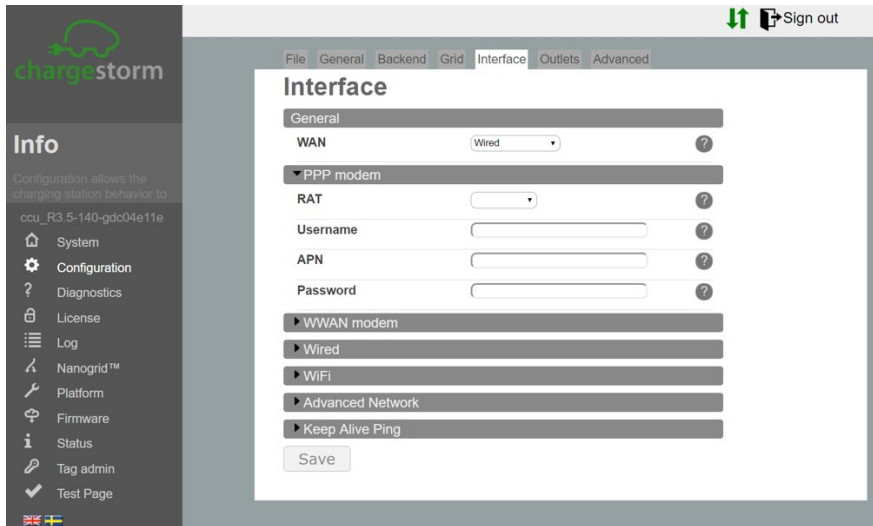 chargestorm
Info
Configuration allows the
charging station behavior to
ccu_R3.5-140-gdc04e11e
System
Configuration
Diagnostics
License
Log
Nanogrid™
Platform
Firmware
Status
Tag admin
Test Page
Sign out
File General Backend Grid Interface Outlets Advanced
Interface
General
WAN Wired ?
PPP modem
RAT ?
Username ?
APN ?
Password ?
WWAN modem
Wired
WiFi
Advanced Network
Keep Alive Ping
Save